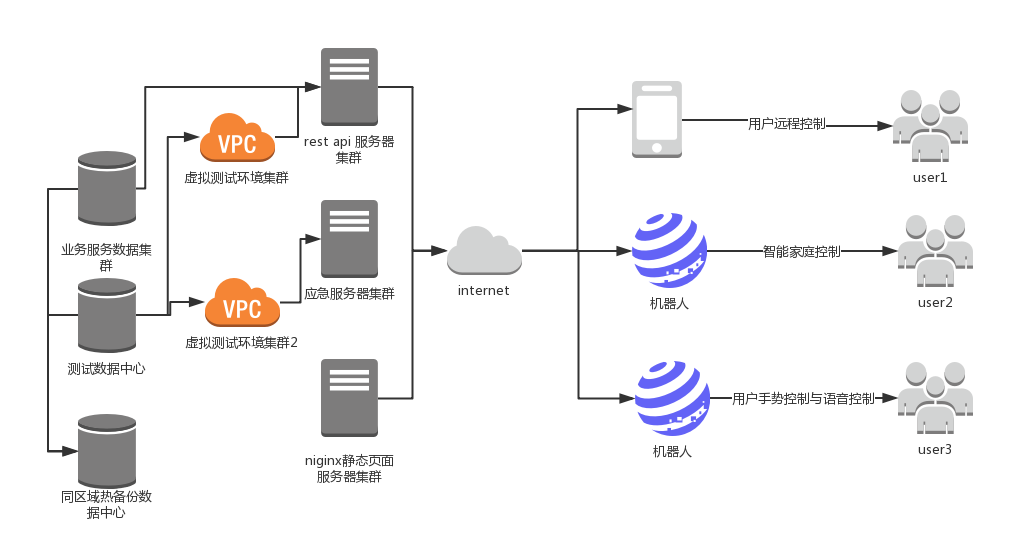 rest api 服务器
集群
VPC
虚拟测试环境集群
业务服务数据集
群
应急服务器集群
VPC
虚拟测试环境集群2
测试数据中心
niginx静态页面
服务器集群
同区域热备份数
据中心
internet
用户远程控制
user1
机器人
智能家庭控制
user2
机器人
用户手势控制与语音控制
user3